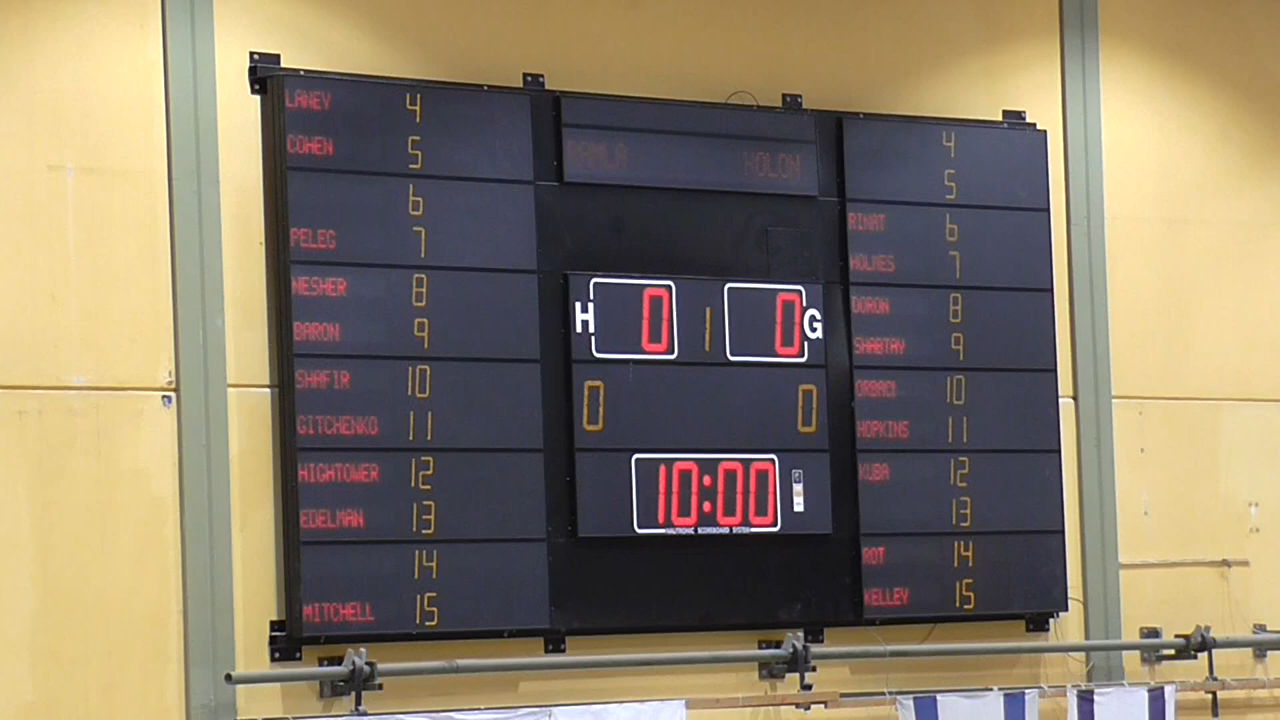 LANEY 4
COHEN 5
6
PELEG 7
NESHER 8
BARON 9
SHAFIR 10
GITCHENKO 11
HIGHTOWER 12
EDELMAN 13
14
MITCHELL 15
RAMLA HOLON
H 0 1 0 G
0 0
10:00
4
5
RINAT 6
HOLMES 7
DORON 8
SHABTAY 9
ORBACH 10
HOPKINS 11
KUBA 12
13
ROT 14
KELLEY 15